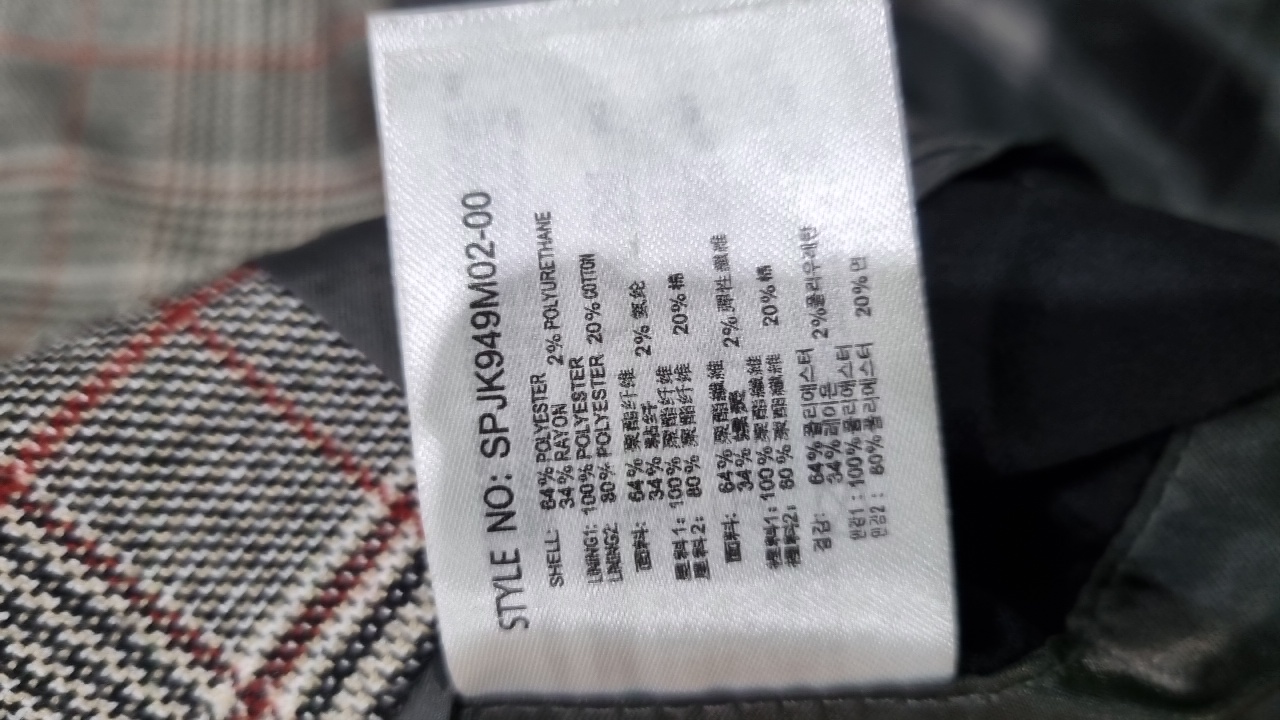 STYLE NO: SPJK949M02-00
SHELL: 64% POLYESTER 2% POLYURETHANE
34% RAYON
LINING1: 100% POLYESTER
LINING2 80% POLYESTER 20% COTTON
面料: 64% 聚酯纤维 2% 氨纶
34% 黏纤
里料1: 100% 聚酯纤维
里料2: 80% 聚酯纤维 20% 棉
面料: 64% 聚酯纖維 2% 彈性纖維
34% 嫘縈
裡料1: 100% 聚酯纖維
裡料2: 80% 聚酯纖維 20% 棉
겉감: 64% 폴리에스터 2% 폴리우레탄
34% 레이온
안감1: 100% 폴리에스터
안감2: 80% 폴리에스터 20% 면